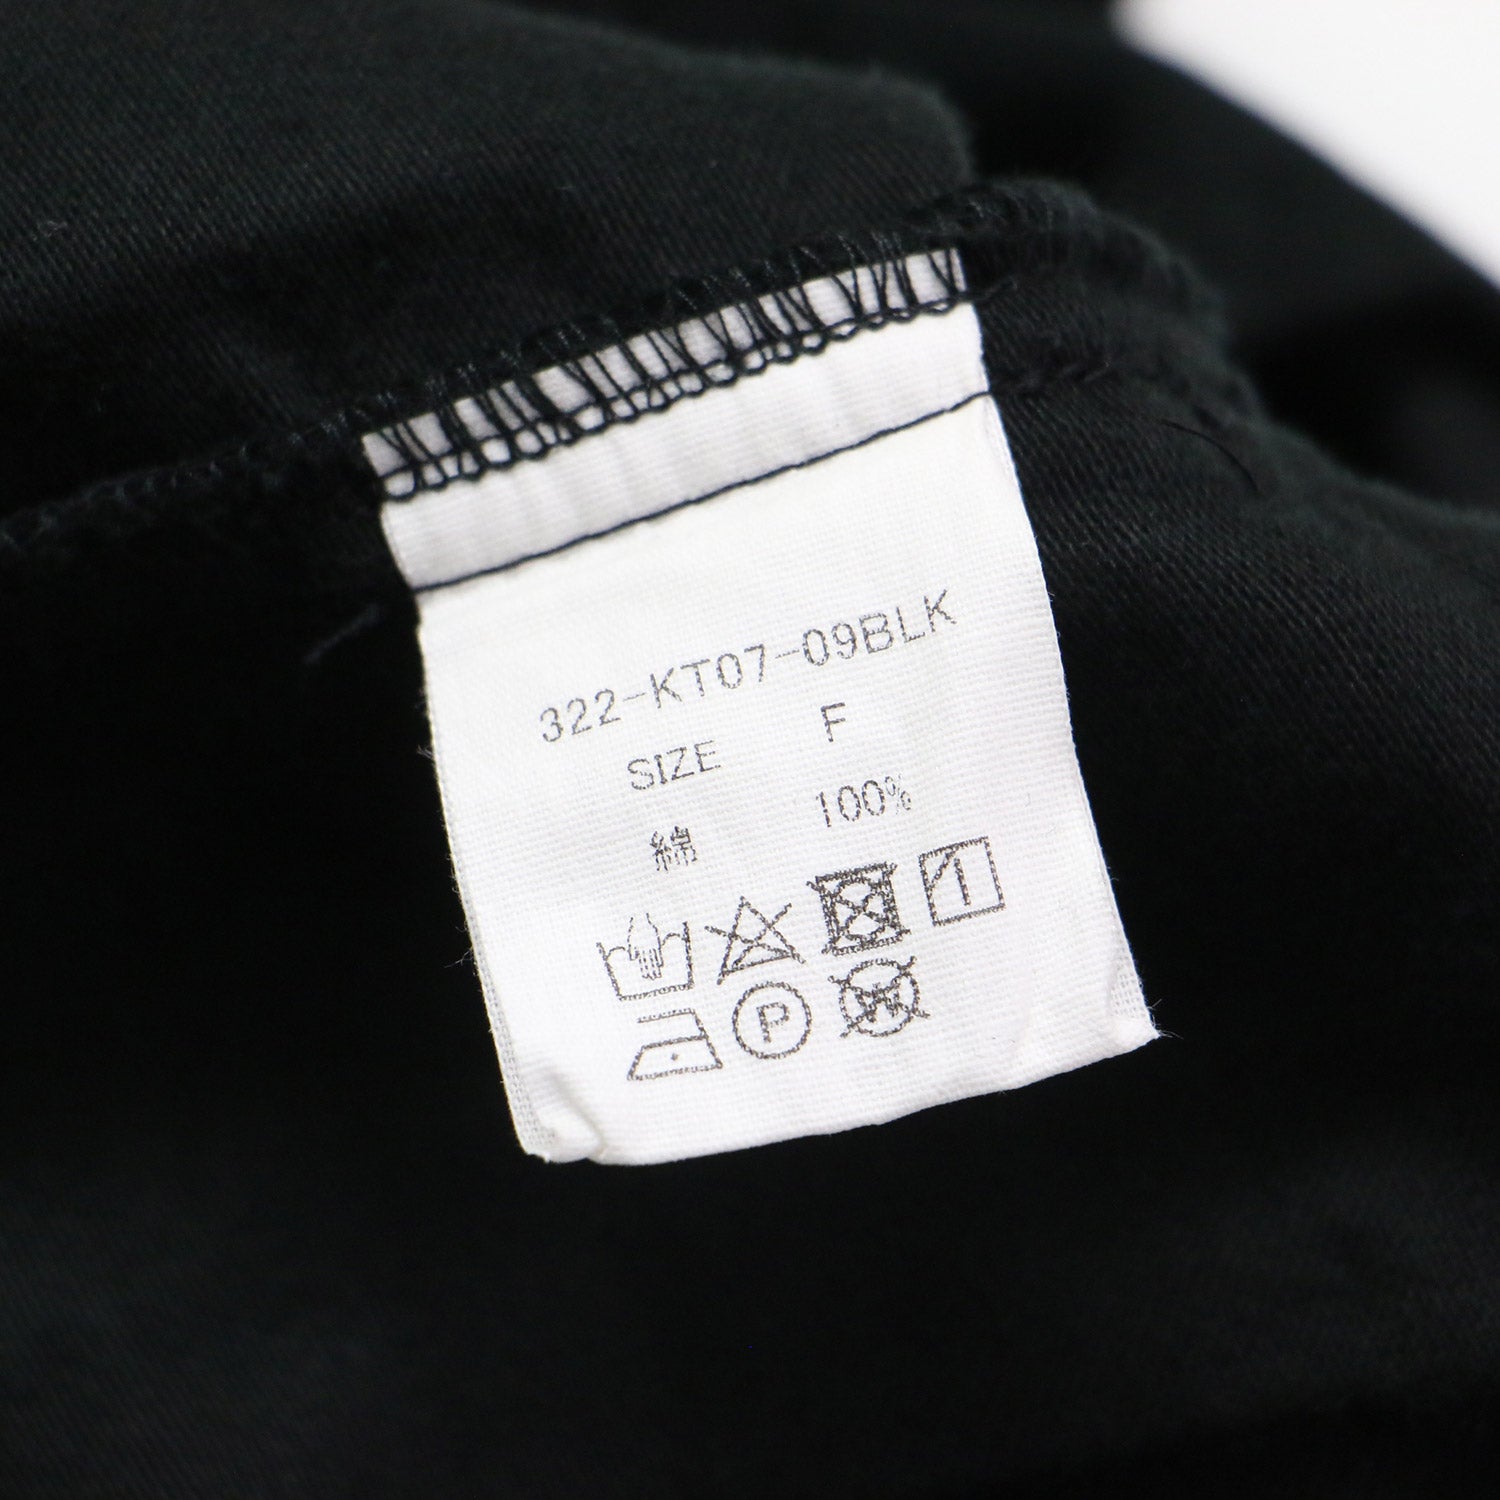 322-KT07-09BLK
SIZE F
綿 100%
P
W